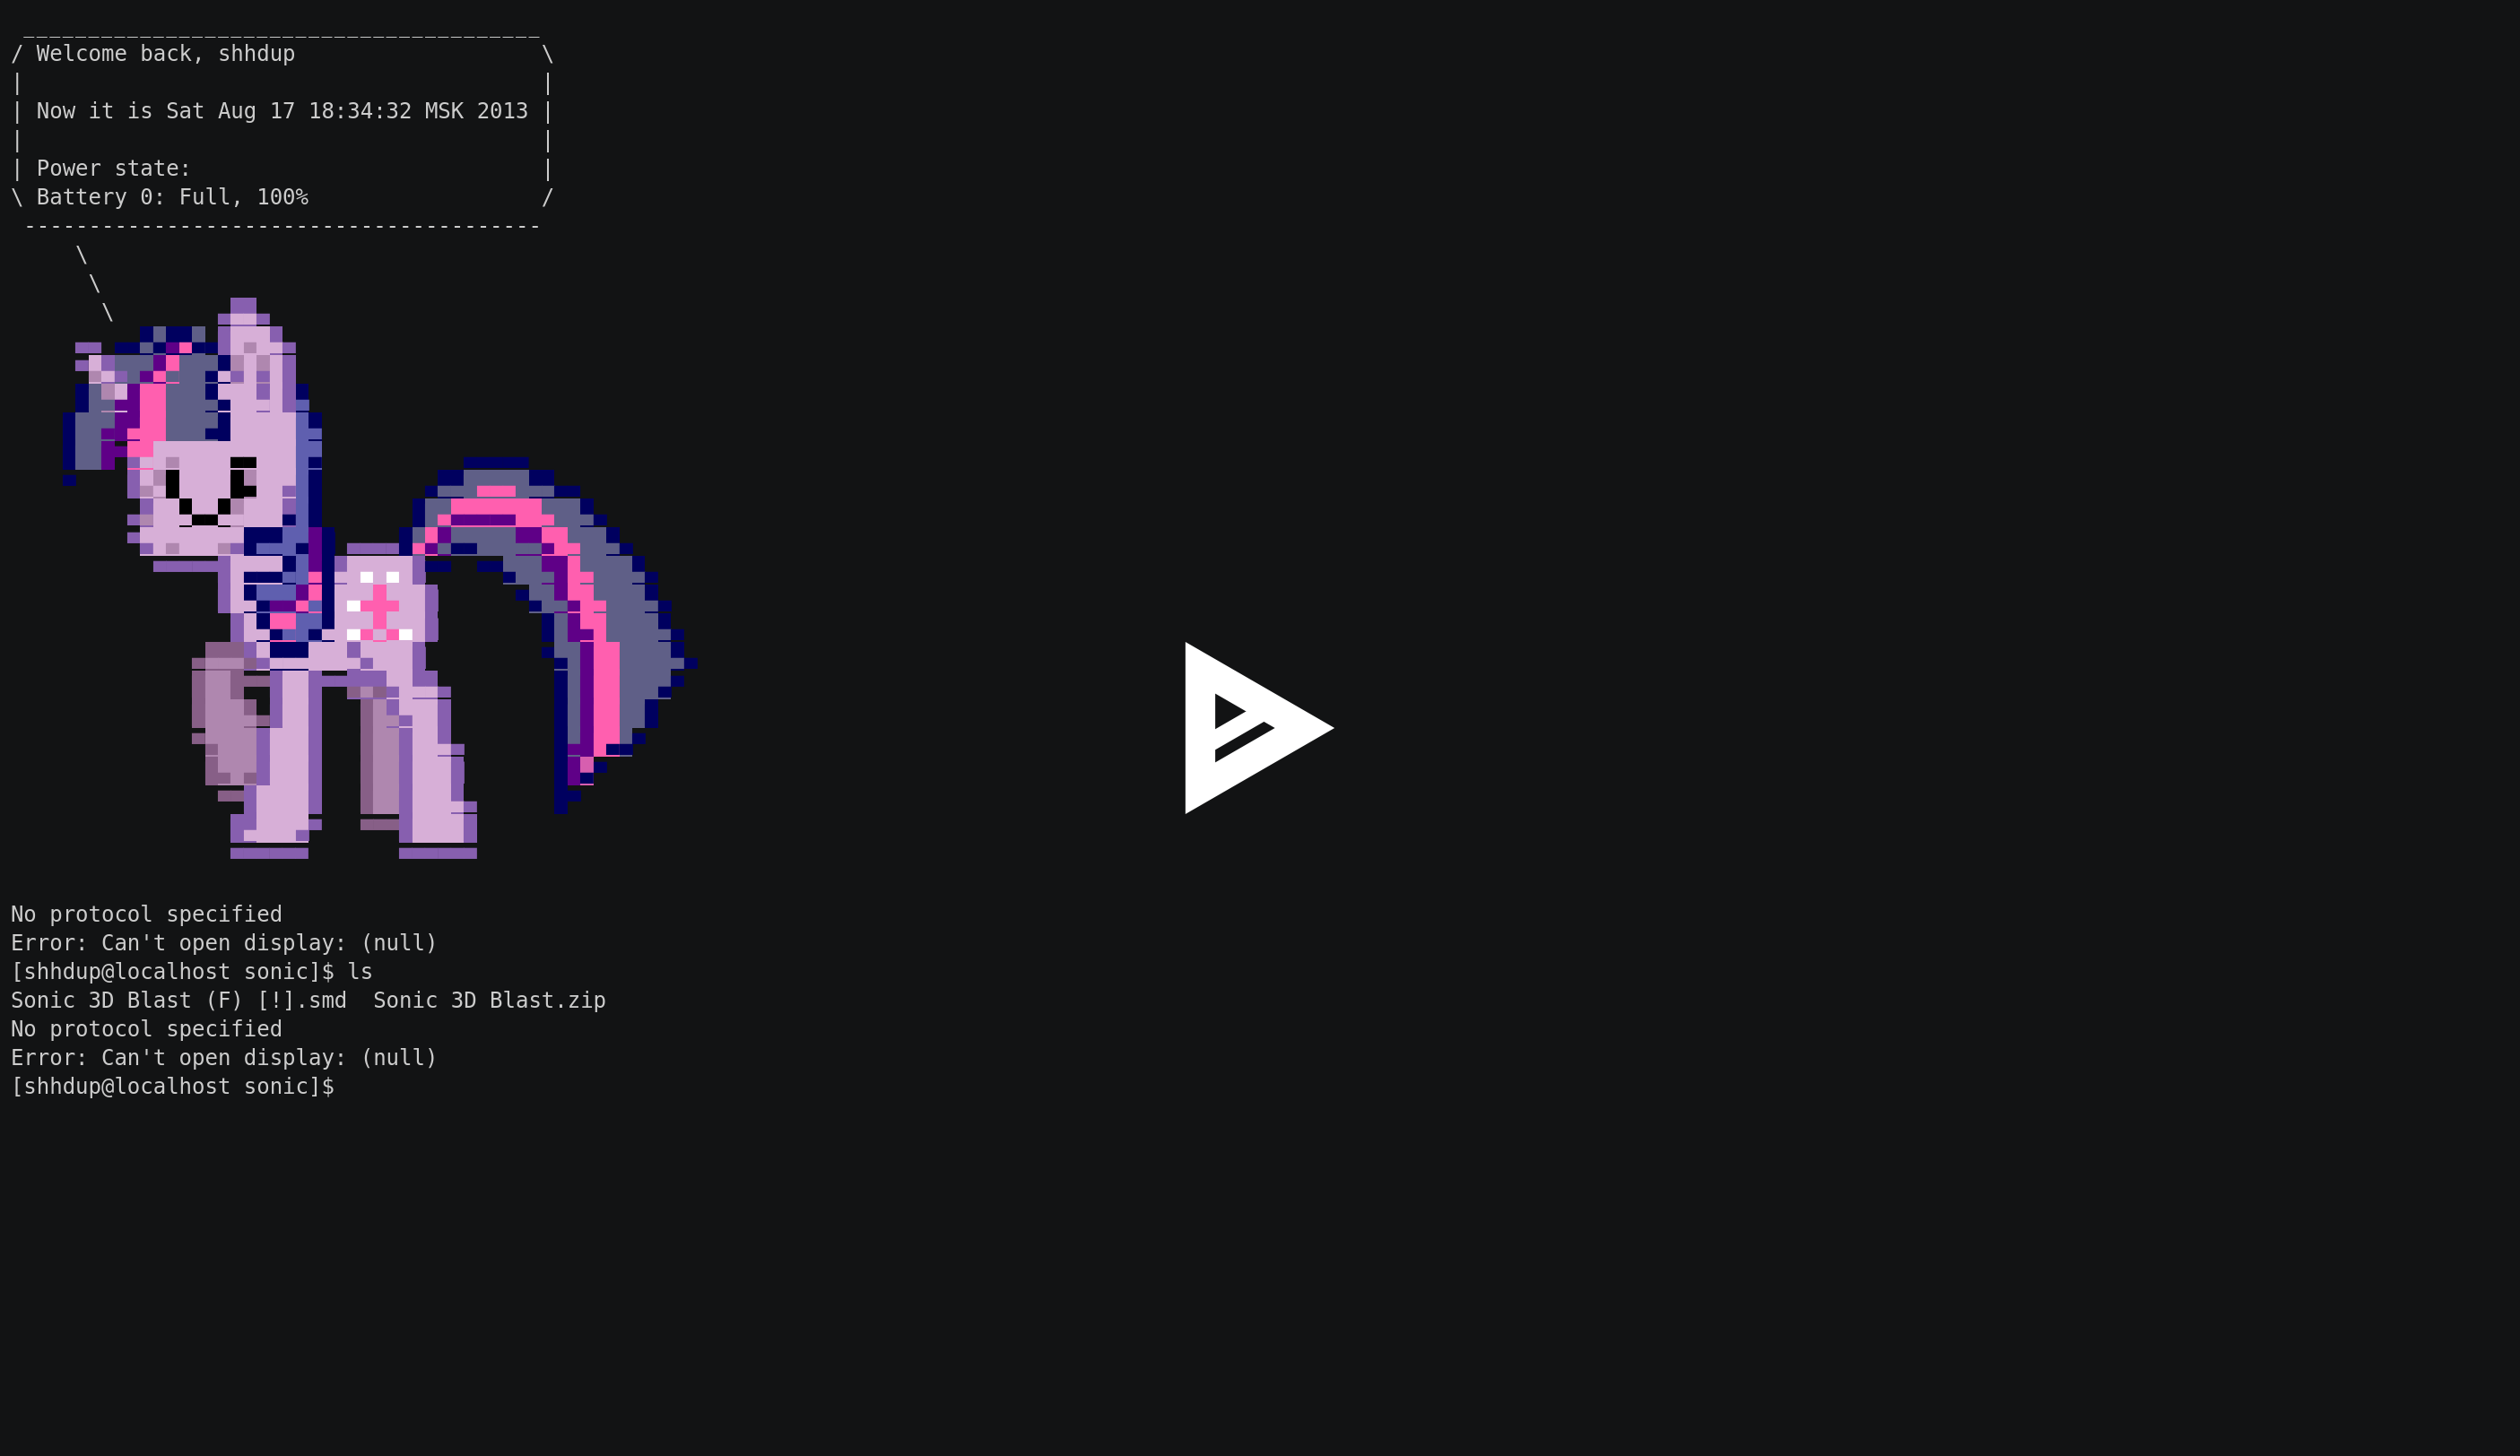 ________________________________________
/ Welcome back, shhdup                   \
|                                        |
| Now it is Sat Aug 17 18:34:32 MSK 2013 |
|                                        |
| Power state:                           |
\ Battery 0: Full, 100%                  /
 ----------------------------------------
     \
      \
       \
No protocol specified
Error: Can't open display: (null)
[shhdup@localhost sonic]$ ls
Sonic 3D Blast (F) [!].smd  Sonic 3D Blast.zip
No protocol specified
Error: Can't open display: (null)
[shhdup@localhost sonic]$